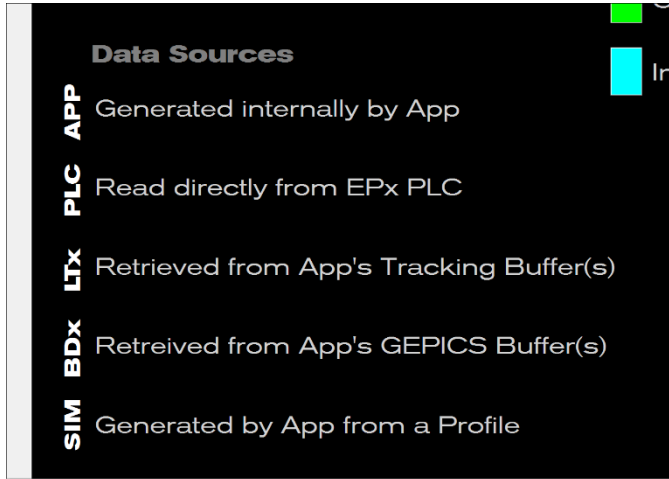 Data Sources
APP Generated internally by App
PLC Read directly from EPx PLC
LTx Retrieved from App's Tracking Buffer(s)
BDx Retreived from App's GEPICS Buffer(s)
SIM Generated by App from a Profile
In